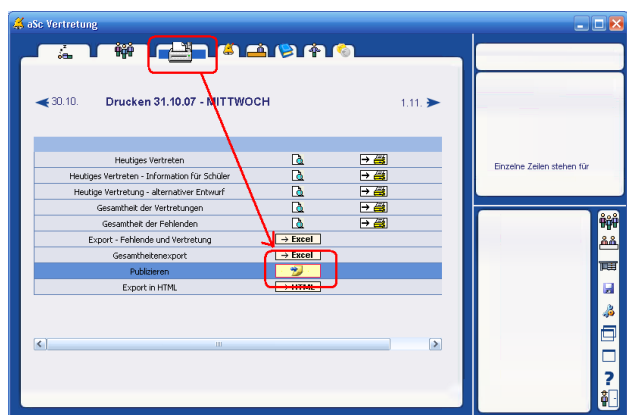 aSc Vertretung
30.10.
Drucken 31.10.07 - MITTWOCH
1.11.
Heutiges Vertreten
Heutiges Vertreten - Information für Schüler
Heutige Vertretung - alternativer Entwurf
Gesamtheit der Vertretungen
Gesamtheit der Fehlenden
Export - Fehlende und Vertretung → Excel
Gesamtheitenexport → Excel
Publizieren
Export in HTML → HTML
Einzelne Zeilen stehen für
?